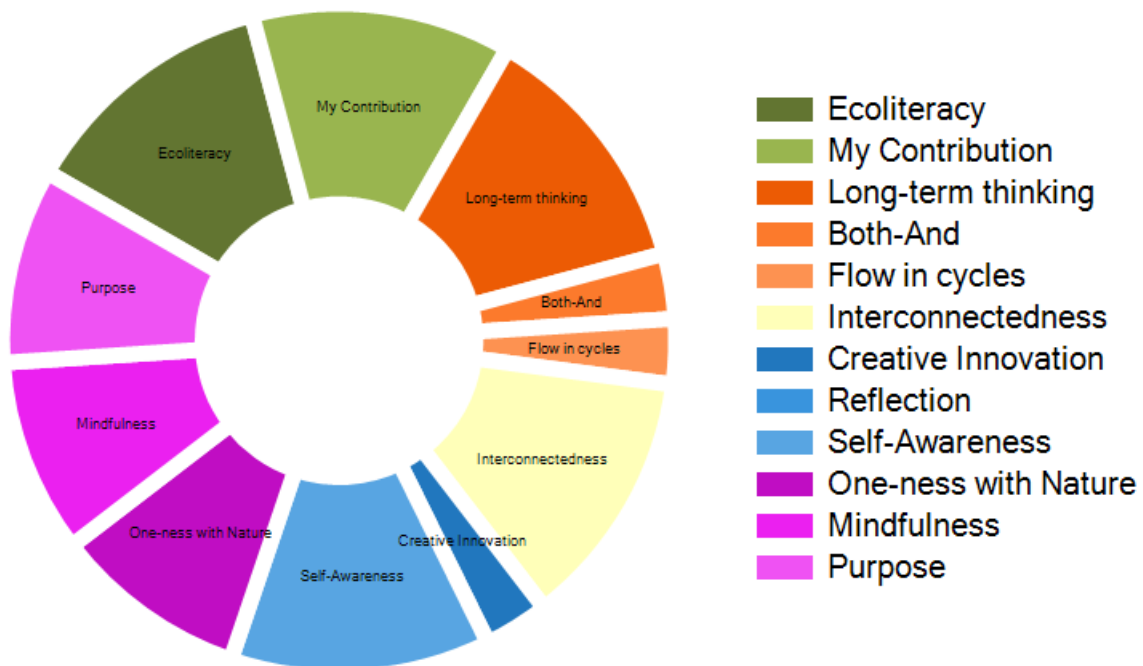 My Contribution
Ecoliteracy
Long-term thinking
Purpose
Both-And
Flow in cycles
Mindfulness
Interconnectedness
One-ness with Nature
Creative Innovation
Self-Awareness
Ecoliteracy
My Contribution
Long-term thinking
Both-And
Flow in cycles
Interconnectedness
Creative Innovation
Reflection
Self-Awareness
One-ness with Nature
Mindfulness
Purpose